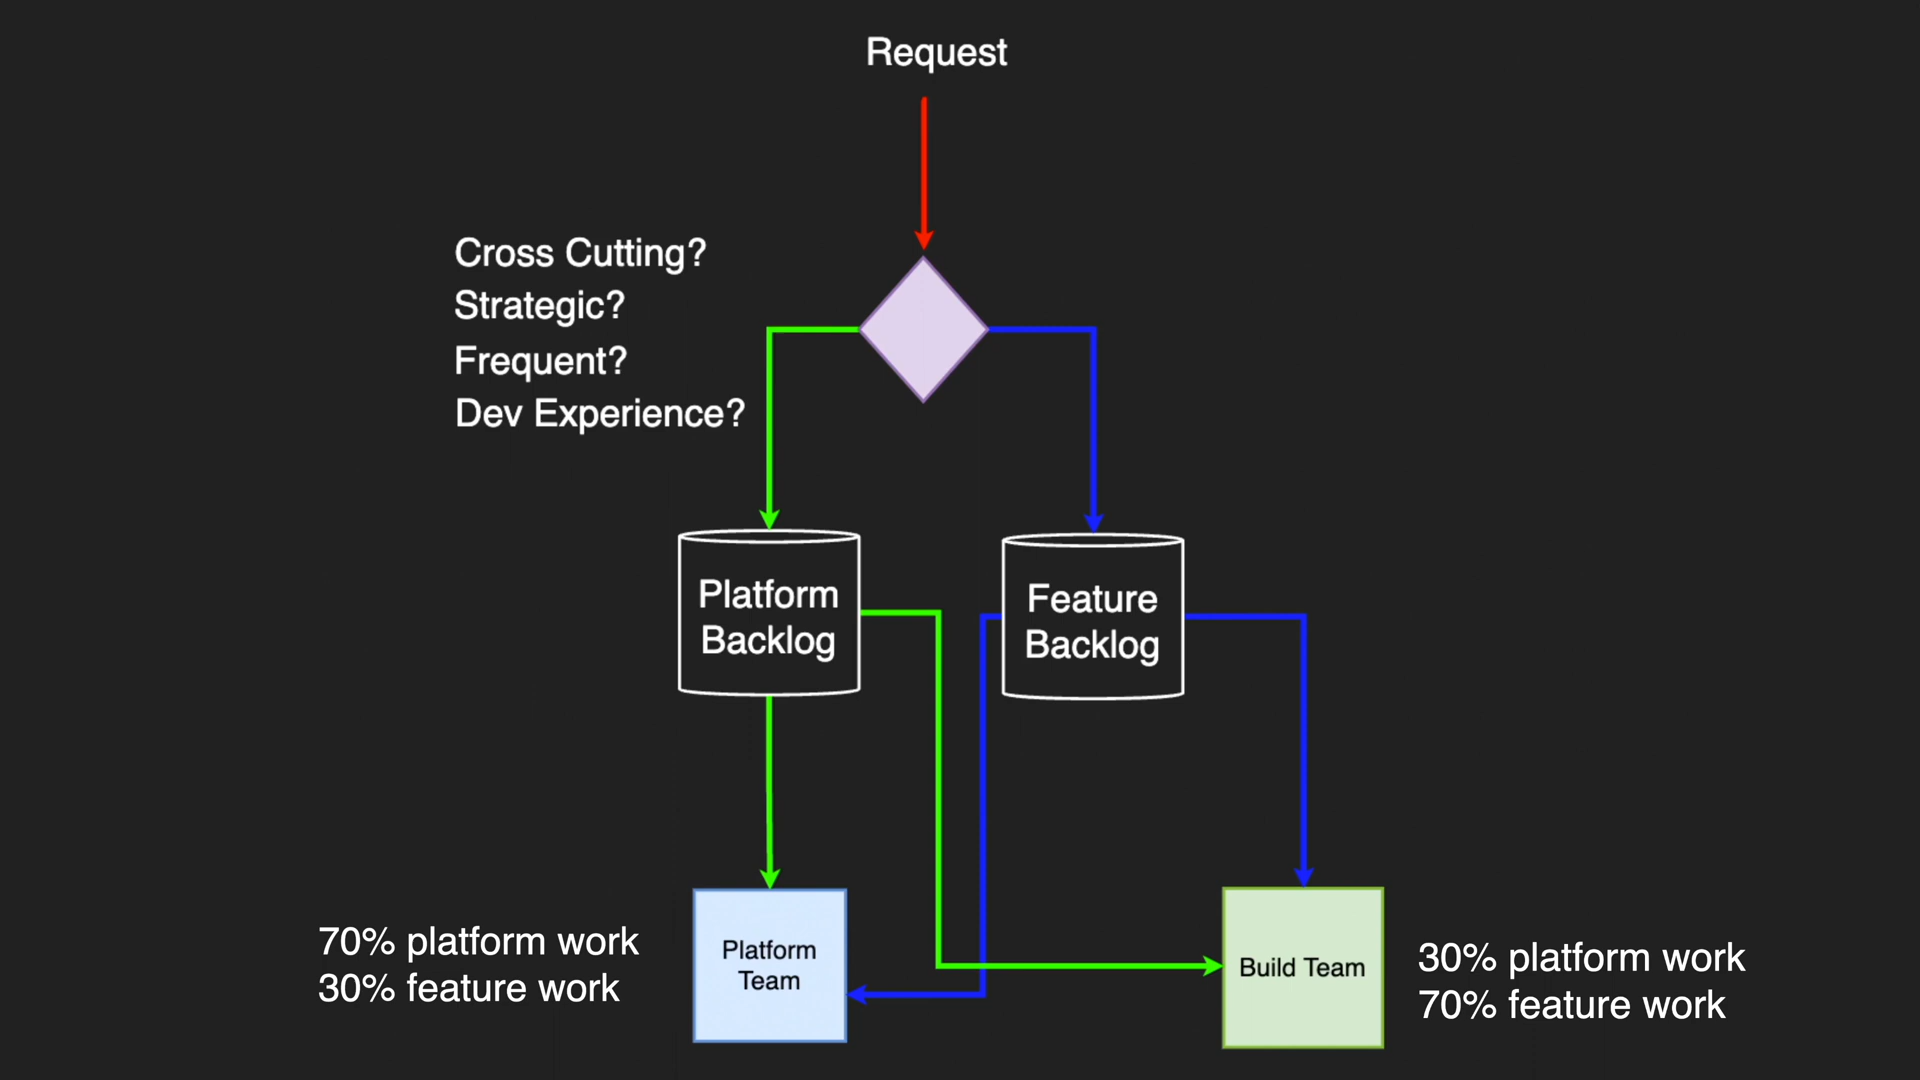 Request
Cross Cutting?
Strategic?
Frequent?
Dev Experience?
Platform
Backlog
Feature
Backlog
70% platform work
30% feature work
Platform
Team
Build Team
30% platform work
70% feature work